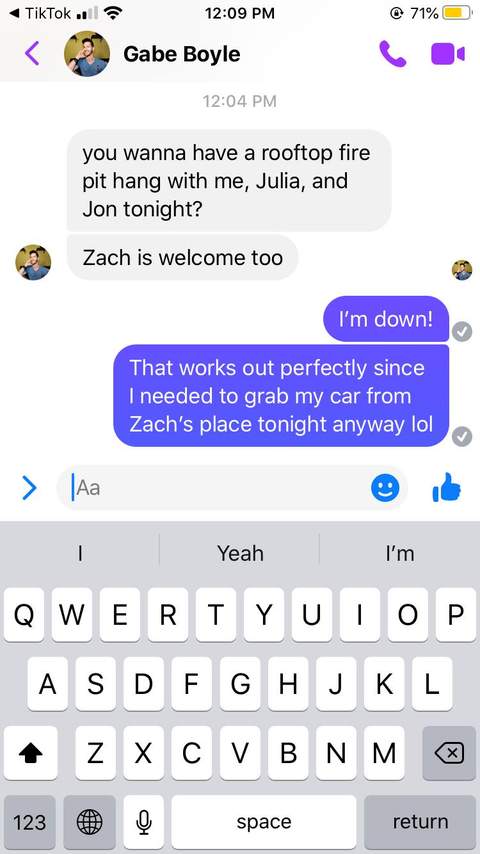 TikTok 12:09 PM 71%
Gabe Boyle
12:04 PM
you wanna have a rooftop fire
pit hang with me, Julia, and
Jon tonight?
Zach is welcome too
I’m down!
That works out perfectly since
I needed to grab my car from
Zach’s place tonight anyway lol
Aa
I Yeah I’m
Q W E R T Y U I O P
A S D F G H J K L
Z X C V B N M
123 space return